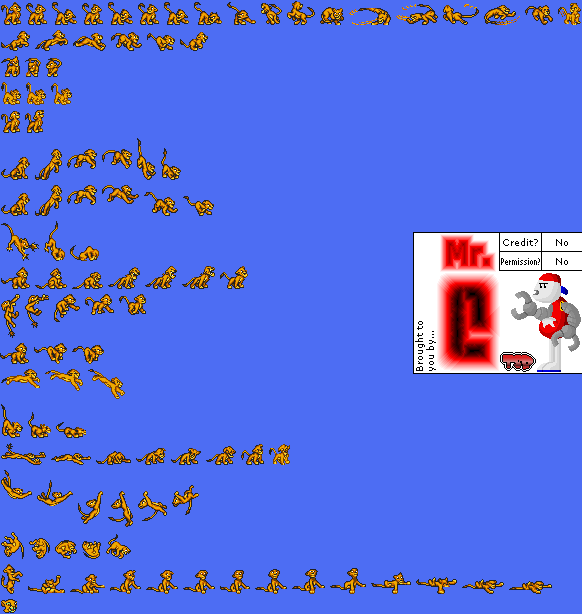 Mr.
C
Credit? No
Permission? No
Brought to
you by...